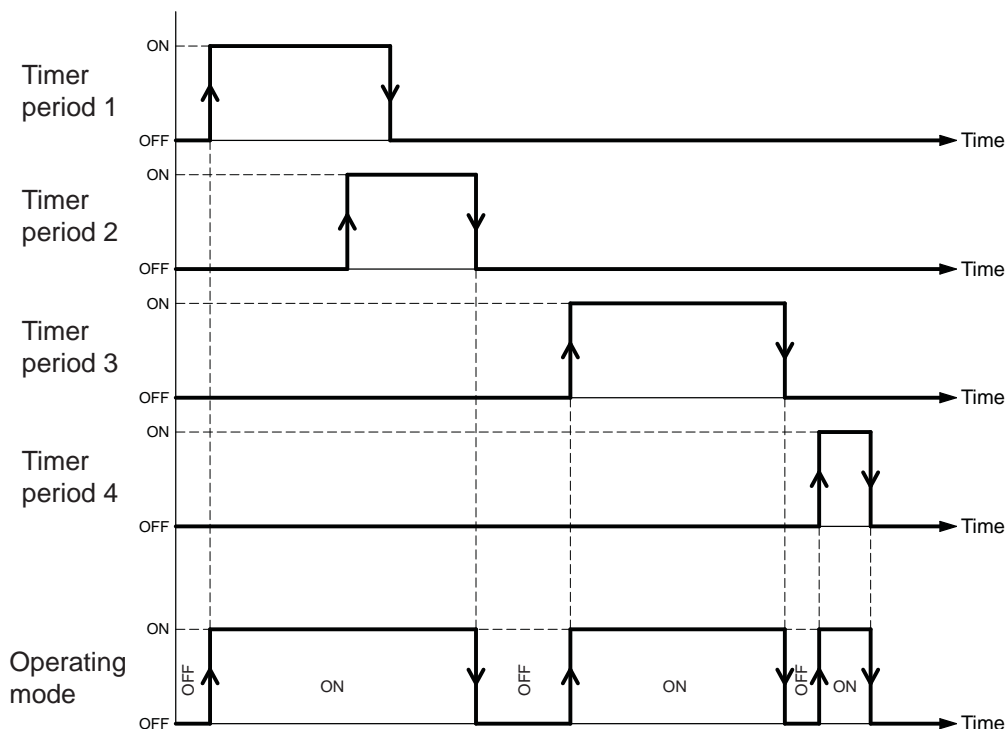 ON
Timer
period 1
OFF
Time
ON
Timer
period 2
OFF
Time
ON
Timer
period 3
OFF
Time
ON
Timer
period 4
OFF
Time
ON
Operating
mode
OFF
ON
OFF
ON
OFF
ON
OFF
Time